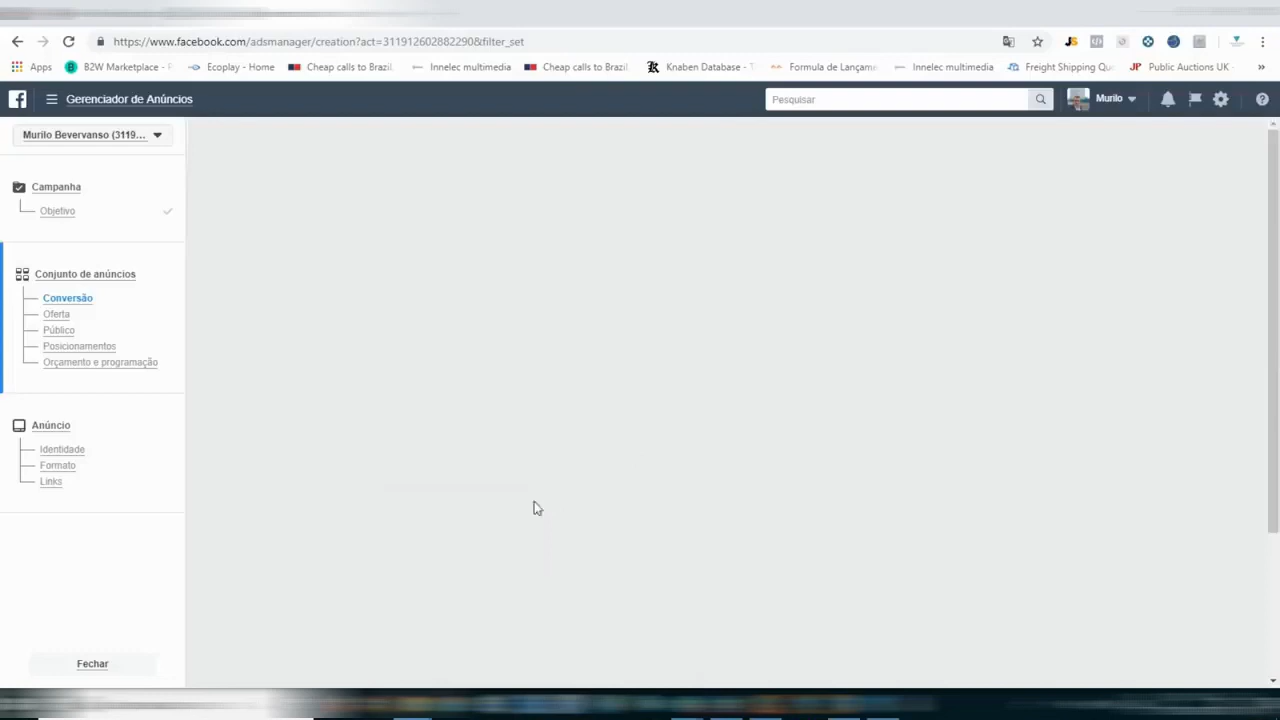 https://www.facebook.com/adsmanager/creation?act=311912602882290&filter_set
Apps B2W Marketplace - P Ecoplay - Home Cheap calls to Brazil, Innelec multimedia Cheap calls to Brazil, Knaben Database - T Formula de Lançame Innelec multimedia Freight Shipping Quo Public Auctions UK - »
Gerenciador de Anúncios Pesquisar Murilo
Murilo Bevervanso (3119...
Campanha
Objetivo
Conjunto de anúncios
Conversão
Oferta
Público
Posicionamentos
Orçamento e programação
Anúncio
Identidade
Formato
Links
Fechar